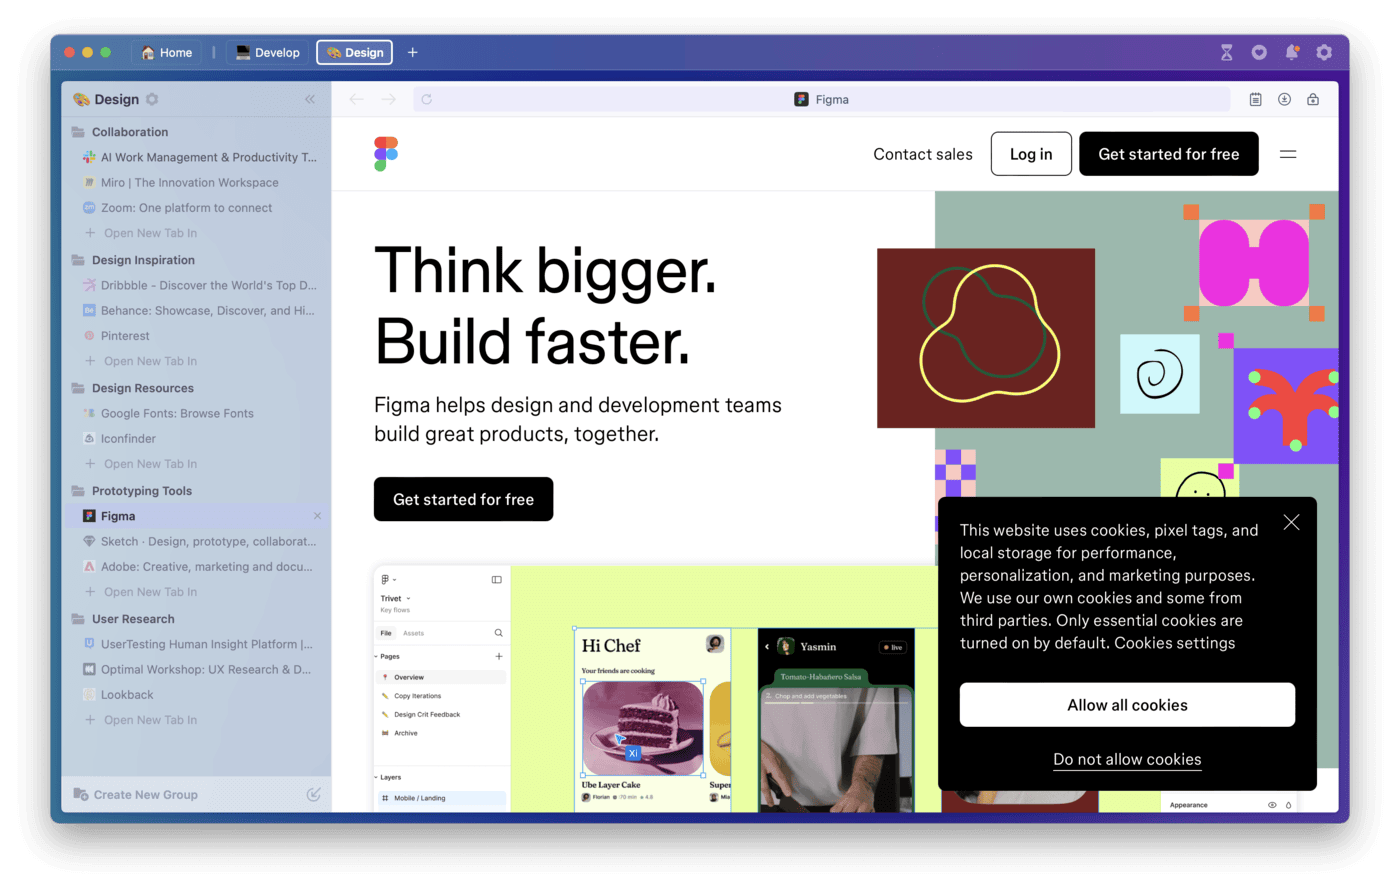 Home
Develop
Design
Design
Figma
Collaboration
AI Work Management & Productivity T...
Miro | The Innovation Workspace
Zoom: One platform to connect
Open New Tab In
Design Inspiration
Dribbble - Discover the World's Top D...
Behance: Showcase, Discover, and Hi...
Pinterest
Open New Tab In
Design Resources
Google Fonts: Browse Fonts
Iconfinder
Open New Tab In
Prototyping Tools
Figma
Sketch · Design, prototype, collaborat...
Adobe: Creative, marketing and docu...
Open New Tab In
User Research
UserTesting Human Insight Platform |...
Optimal Workshop: UX Research & D...
Lookback
Open New Tab In
Create New Group
Contact sales
Log in
Get started for free
Think bigger.
Build faster.
Figma helps design and development teams
build great products, together.
Get started for free
Trivet
Key flows
File
Assets
Pages
Overview
Copy Iterations
Design Crit Feedback
Archive
Layers
Mobile / Landing
Hi Chef
Your friends are cooking
Xi
Ube Layer Cake
Florian
70 min
4.8
Super
Yasmin
live
Tomato-Habañero Salsa
2. Chop and add vegetables
This website uses cookies, pixel tags, and
local storage for performance,
personalization, and marketing purposes.
We use our own cookies and some from
third parties. Only essential cookies are
turned on by default. Cookies settings
Allow all cookies
Do not allow cookies
Appearance